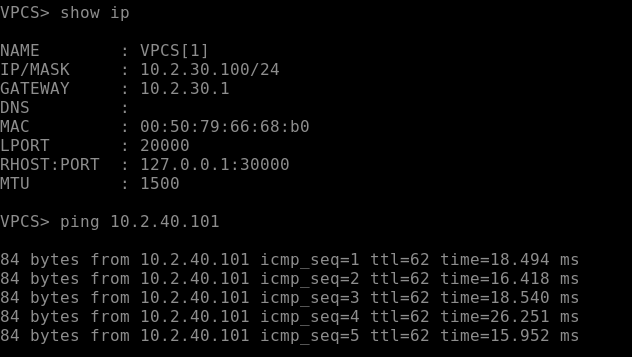 VPCS> show ip
NAME        : VPCS[1]
IP/MASK     : 10.2.30.100/24
GATEWAY     : 10.2.30.1
DNS         :
MAC         : 00:50:79:66:68:b0
LPORT       : 20000
RHOST:PORT  : 127.0.0.1:30000
MTU         : 1500
VPCS> ping 10.2.40.101
84 bytes from 10.2.40.101 icmp_seq=1 ttl=62 time=18.494 ms
84 bytes from 10.2.40.101 icmp_seq=2 ttl=62 time=16.418 ms
84 bytes from 10.2.40.101 icmp_seq=3 ttl=62 time=18.540 ms
84 bytes from 10.2.40.101 icmp_seq=4 ttl=62 time=26.251 ms
84 bytes from 10.2.40.101 icmp_seq=5 ttl=62 time=15.952 ms